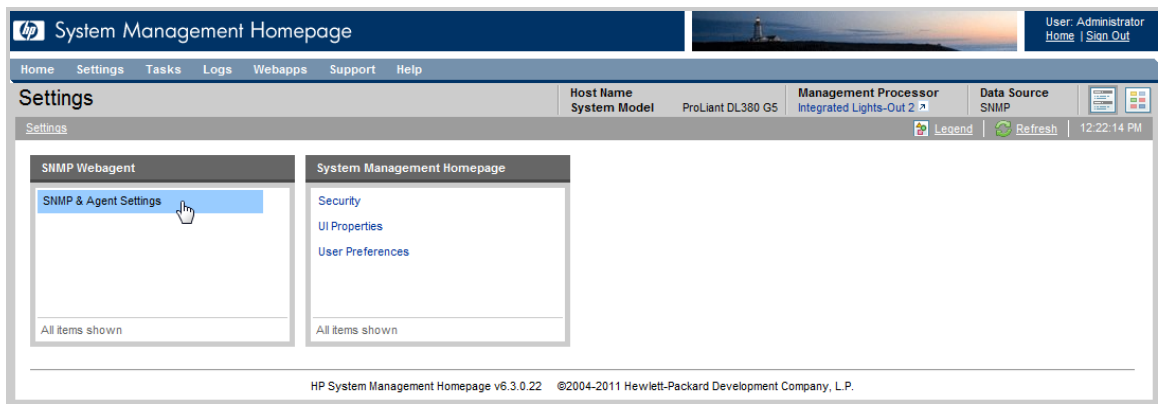 hp System Management Homepage
User: Administrator
Home | Sign Out
Home Settings Tasks Logs Webapps Support Help
Settings
Host Name
System Model ProLiant DL380 G5
Management Processor
Integrated Lights-Out 2
Data Source
SNMP
Settings
Legend | Refresh | 12:22:14 PM
SNMP Webagent
SNMP & Agent Settings
All items shown
System Management Homepage
Security
UI Properties
User Preferences
All items shown
HP System Management Homepage v6.3.0.22 ©2004-2011 Hewlett-Packard Development Company, L.P.